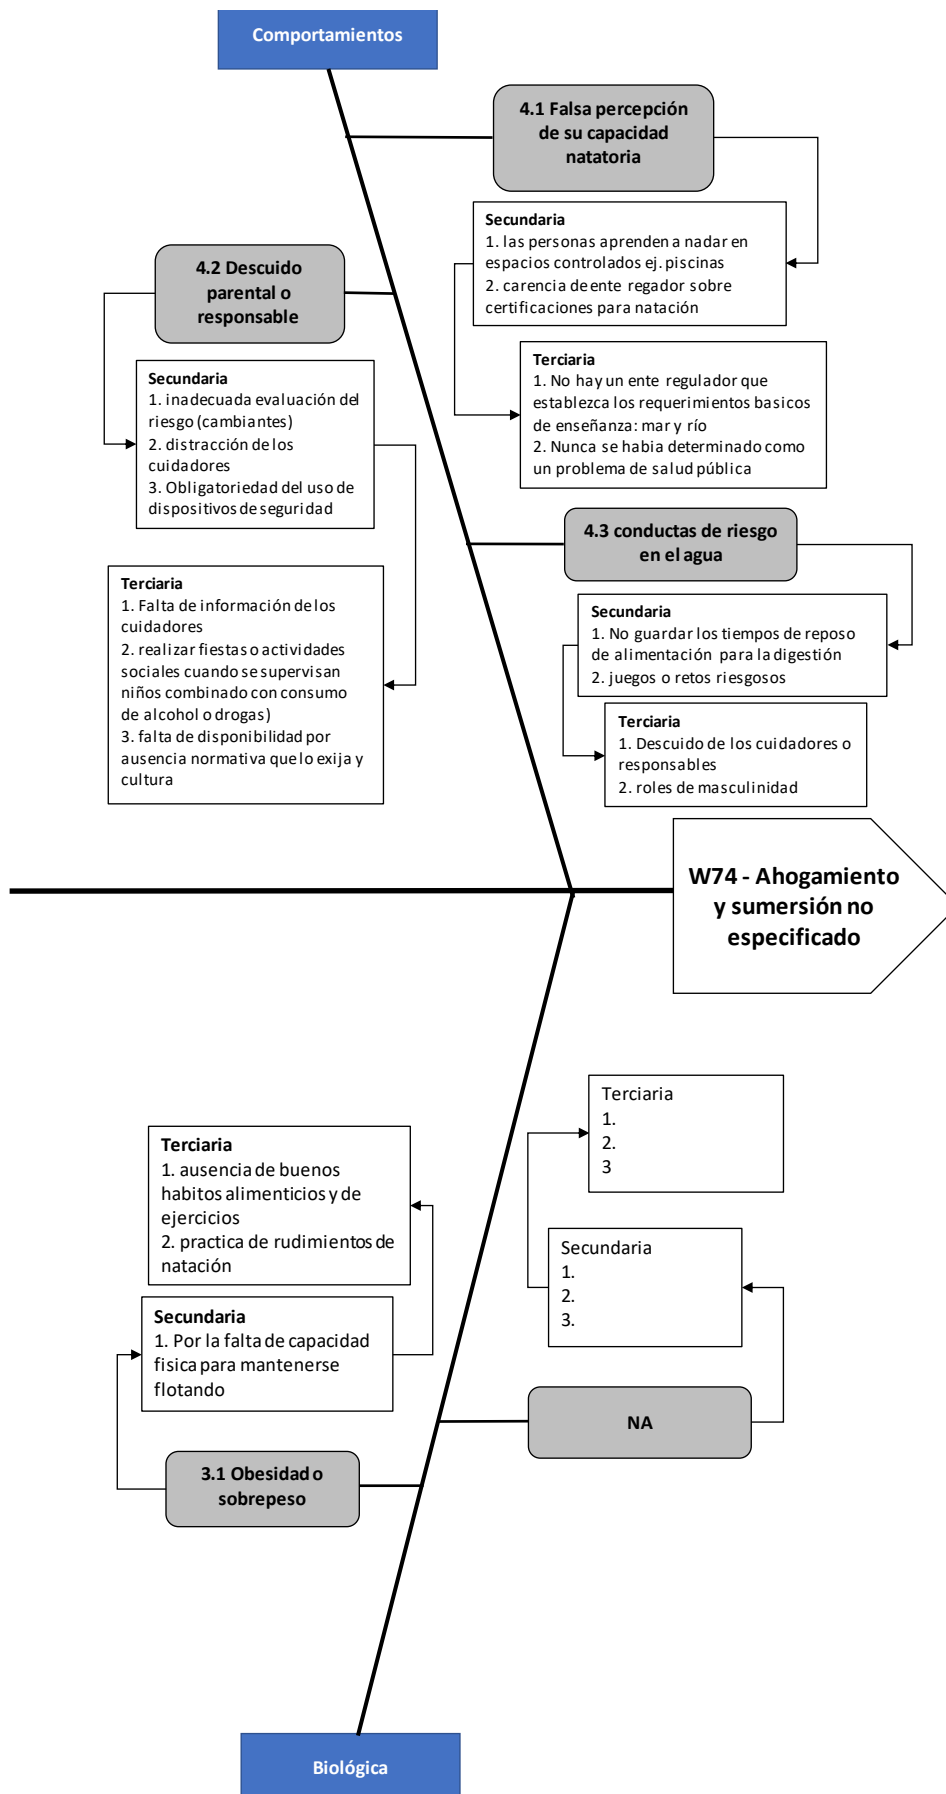 Comportamientos
4.1 Falsa percepción
de su capacidad
natatoria
Secundaria
1. las personas aprenden a nadar en
espacios controlados ej. piscinas
2. carencia de ente regador sobre
certificaciones para natación
4.2 Descuido
parental o
responsable
Terciaria
1. No hay un ente regulador que
establezca los requerimientos basicos
de enseñanza: mar y río
2. Nunca se habia determinado como
un problema de salud pública
Secundaria
1. inadecuada evaluación del
riesgo (cambiantes)
2. distracción de los
cuidadores
3. Obligatoriedad del uso de
dispositivos de seguridad
4.3 conductas de riesgo
en el agua
Terciaria
1. Falta de información de los
cuidadores
2. realizar fiestas o actividades
sociales cuando se supervisan
niños combinado con consumo
de alcohol o drogas)
3. falta de disponibilidad por
ausencia normativa que lo exija y
cultura
Secundaria
1. No guardar los tiempos de reposo
de alimentación para la digestión
2. juegos o retos riesgosos
Terciaria
1. Descuido de los cuidadores o
responsables
2. roles de masculinidad
W74 - Ahogamiento
y sumersión no
especificado
Terciaria
1.
2.
3
Terciaria
1. ausencia de buenos
habitos alimenticios y de
ejercicios
2. practica de rudimientos de
natación
Secundaria
1.
2.
3.
Secundaria
1. Por la falta de capacidad
fisica para mantenerse
flotando
NA
3.1 Obesidad o
sobrepeso
Biológica